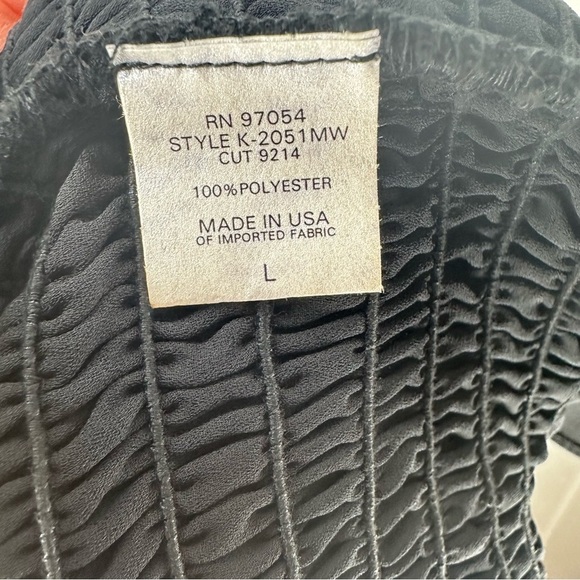 RN 97054
STYLE K-2051MW
CUT 9214
100%POLYESTER
MADE IN USA
OF IMPORTED FABRIC
L